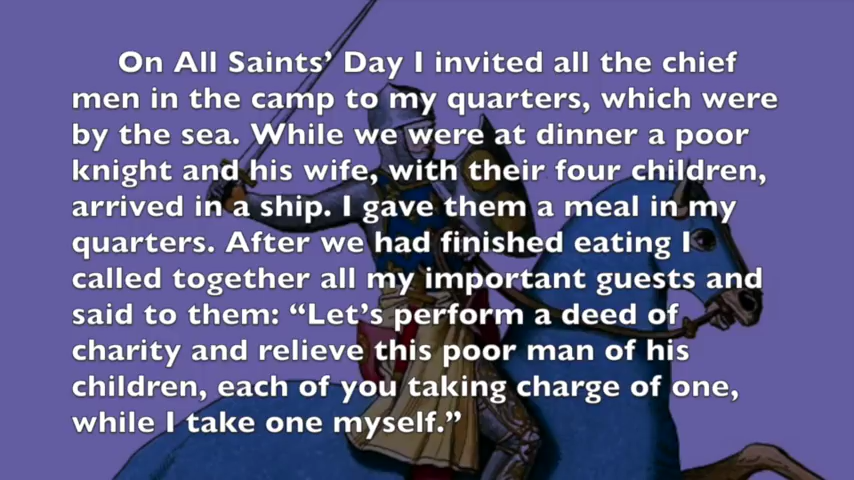 On All Saints’ Day I invited all the chief
men in the camp to my quarters, which were
by the sea. While we were at dinner a poor
knight and his wife, with their four children,
arrived in a ship. I gave them a meal in my
quarters. After we had finished eating I
called together all my important guests and
said to them: “Let’s perform a deed of
charity and relieve this poor man of his
children, each of you taking charge of one,
while I take one myself.”